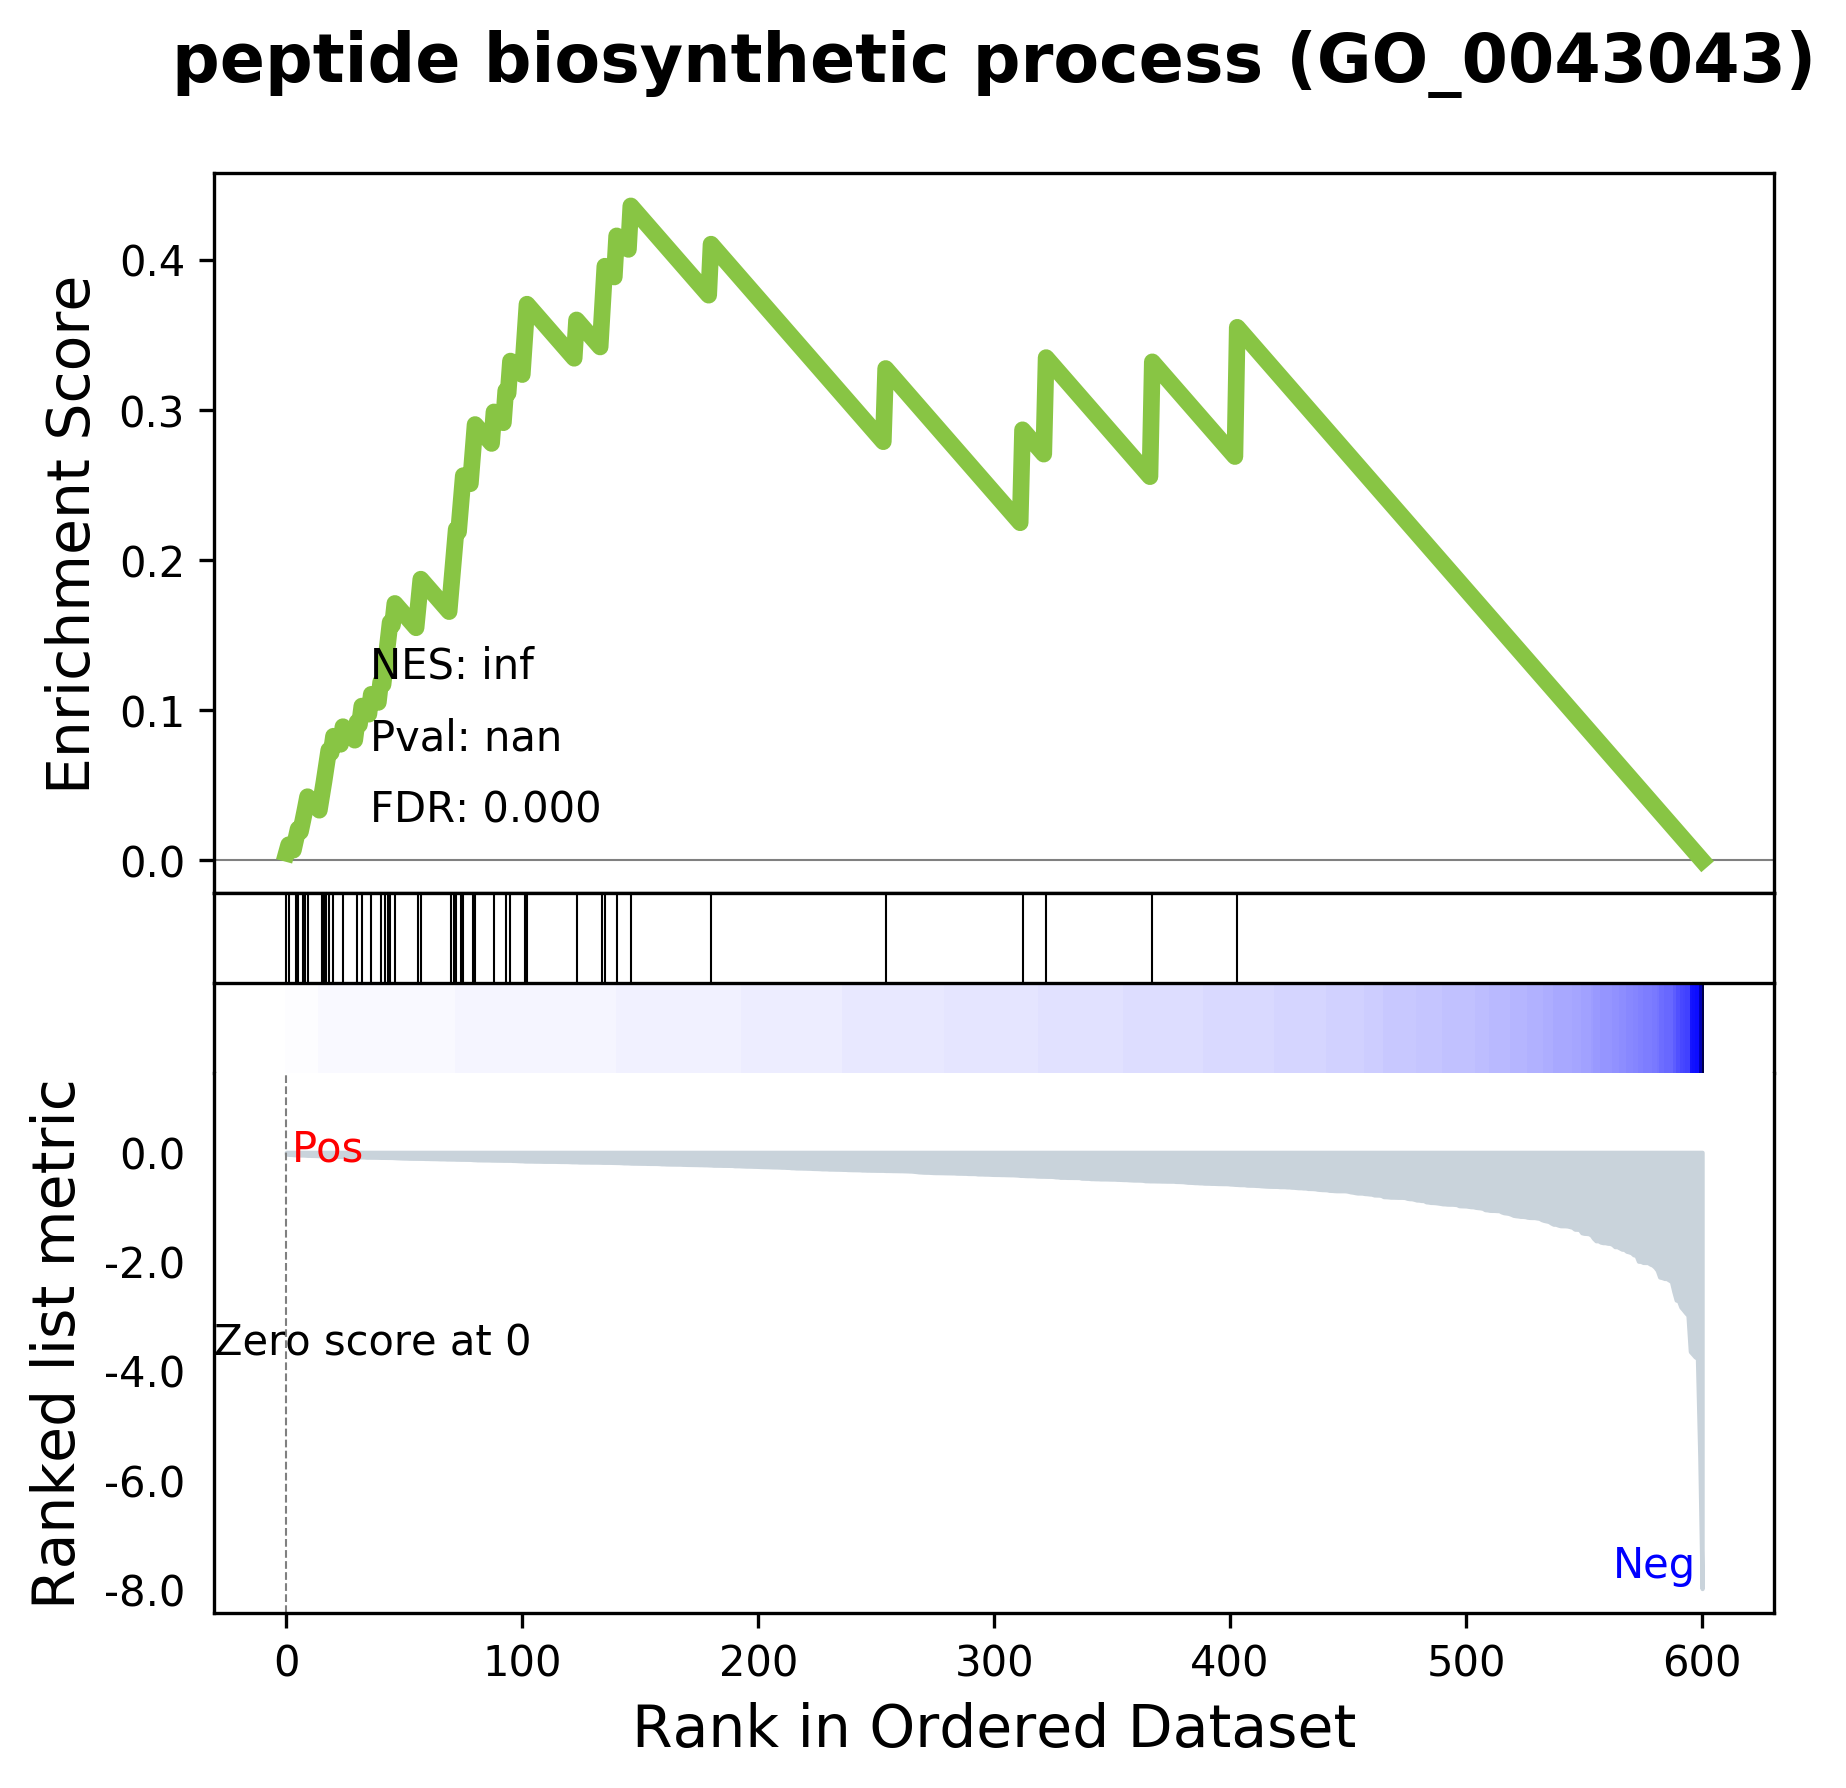 peptide biosynthetic process (GO_0043043)
Enrichment Score
0.4
0.3
0.2
0.1
0.0
NES: inf
Pval: nan
FDR: 0.000
Ranked list metric
0.0
-2.0
-4.0
-6.0
-8.0
Pos
Zero score at 0
Neg
0 100 200 300 400 500 600
Rank in Ordered Dataset